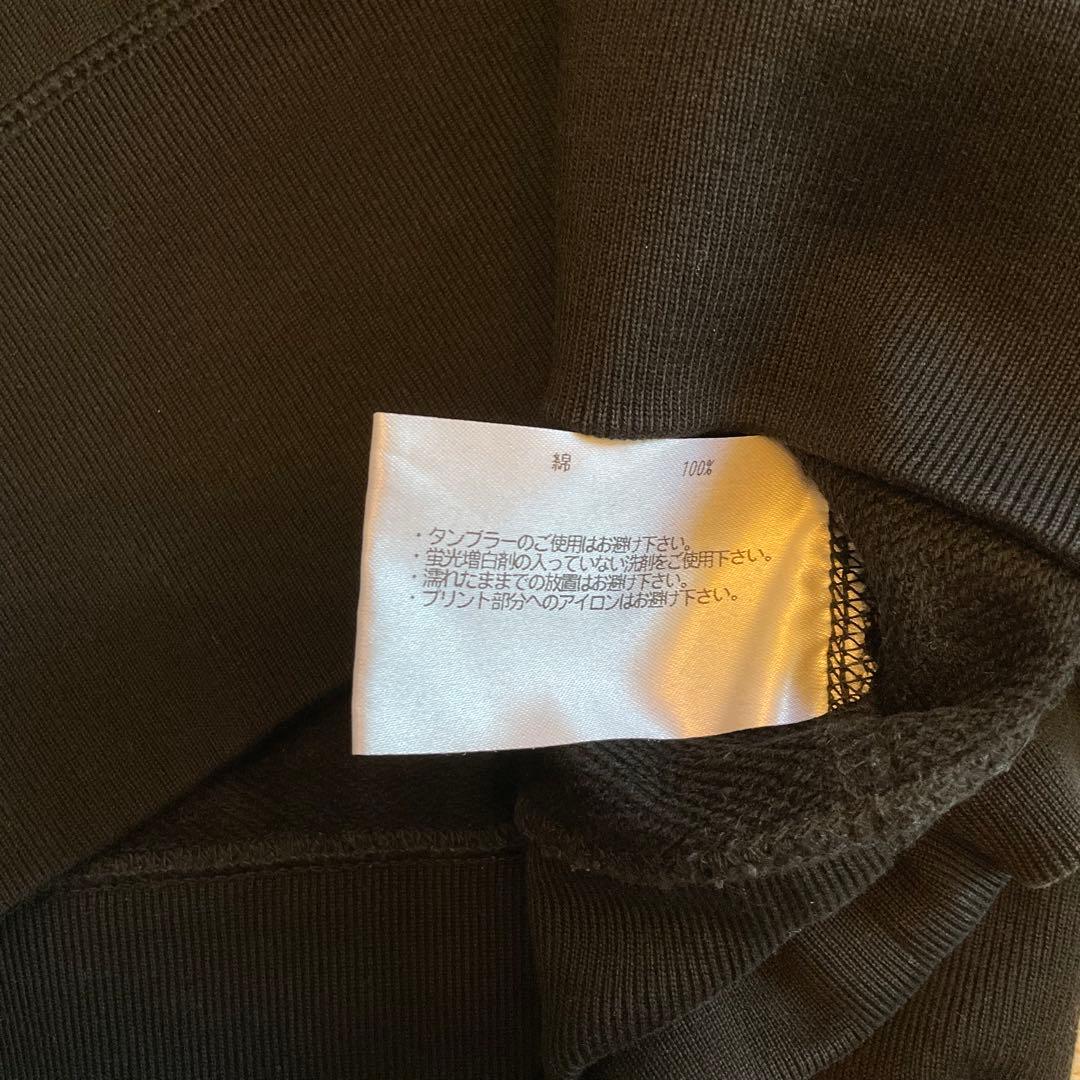 綿 100%
・タンブラーのご使用はお避け下さい。
・蛍光増白剤の入っていない洗剤をご使用下さい。
・濡れたままでの放置はお避け下さい。
・プリント部分へのアイロンはお避け下さい。